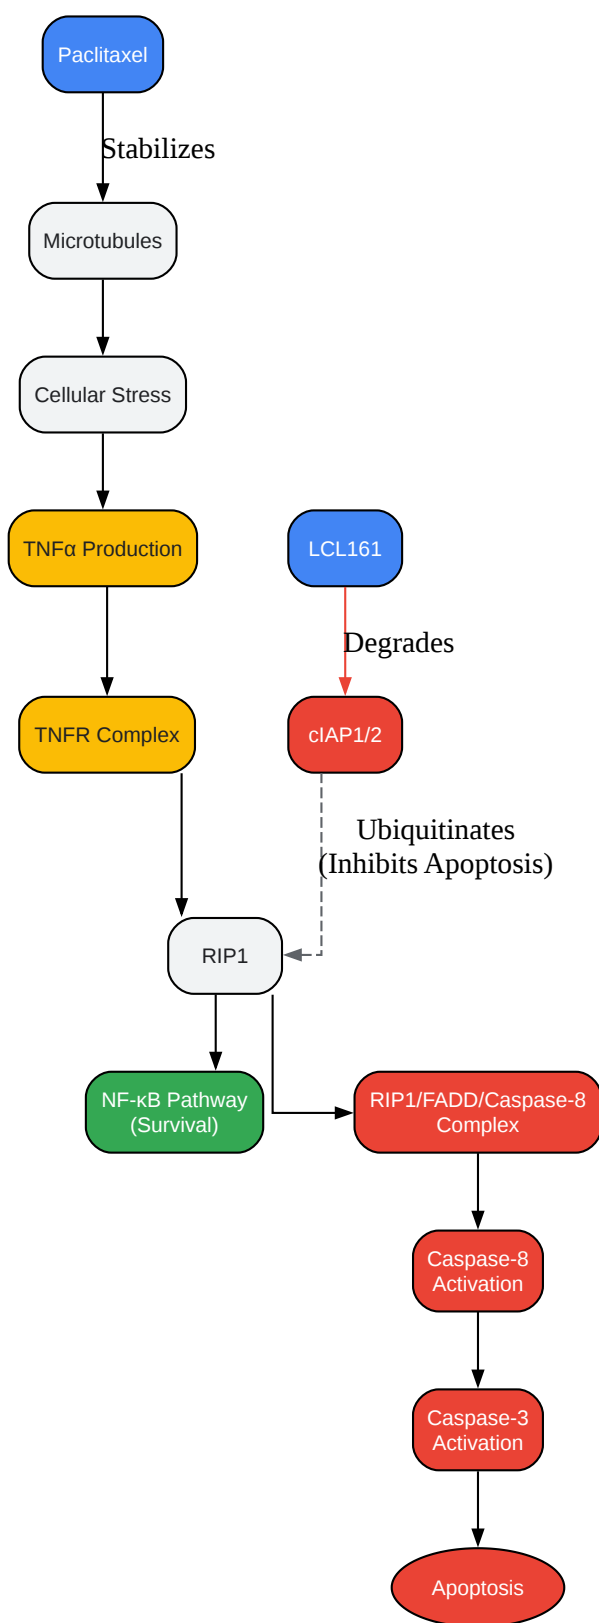 Paclitaxel
Stabilizes
Microtubules
Cellular Stress
TNFα Production
LCL161
Degrades
TNFR Complex
cIAP1/2
Ubiquitinates
(Inhibits Apoptosis)
RIP1
NF-κB Pathway
(Survival)
RIP1/FADD/Caspase-8
Complex
Caspase-8
Activation
Caspase-3
Activation
Apoptosis